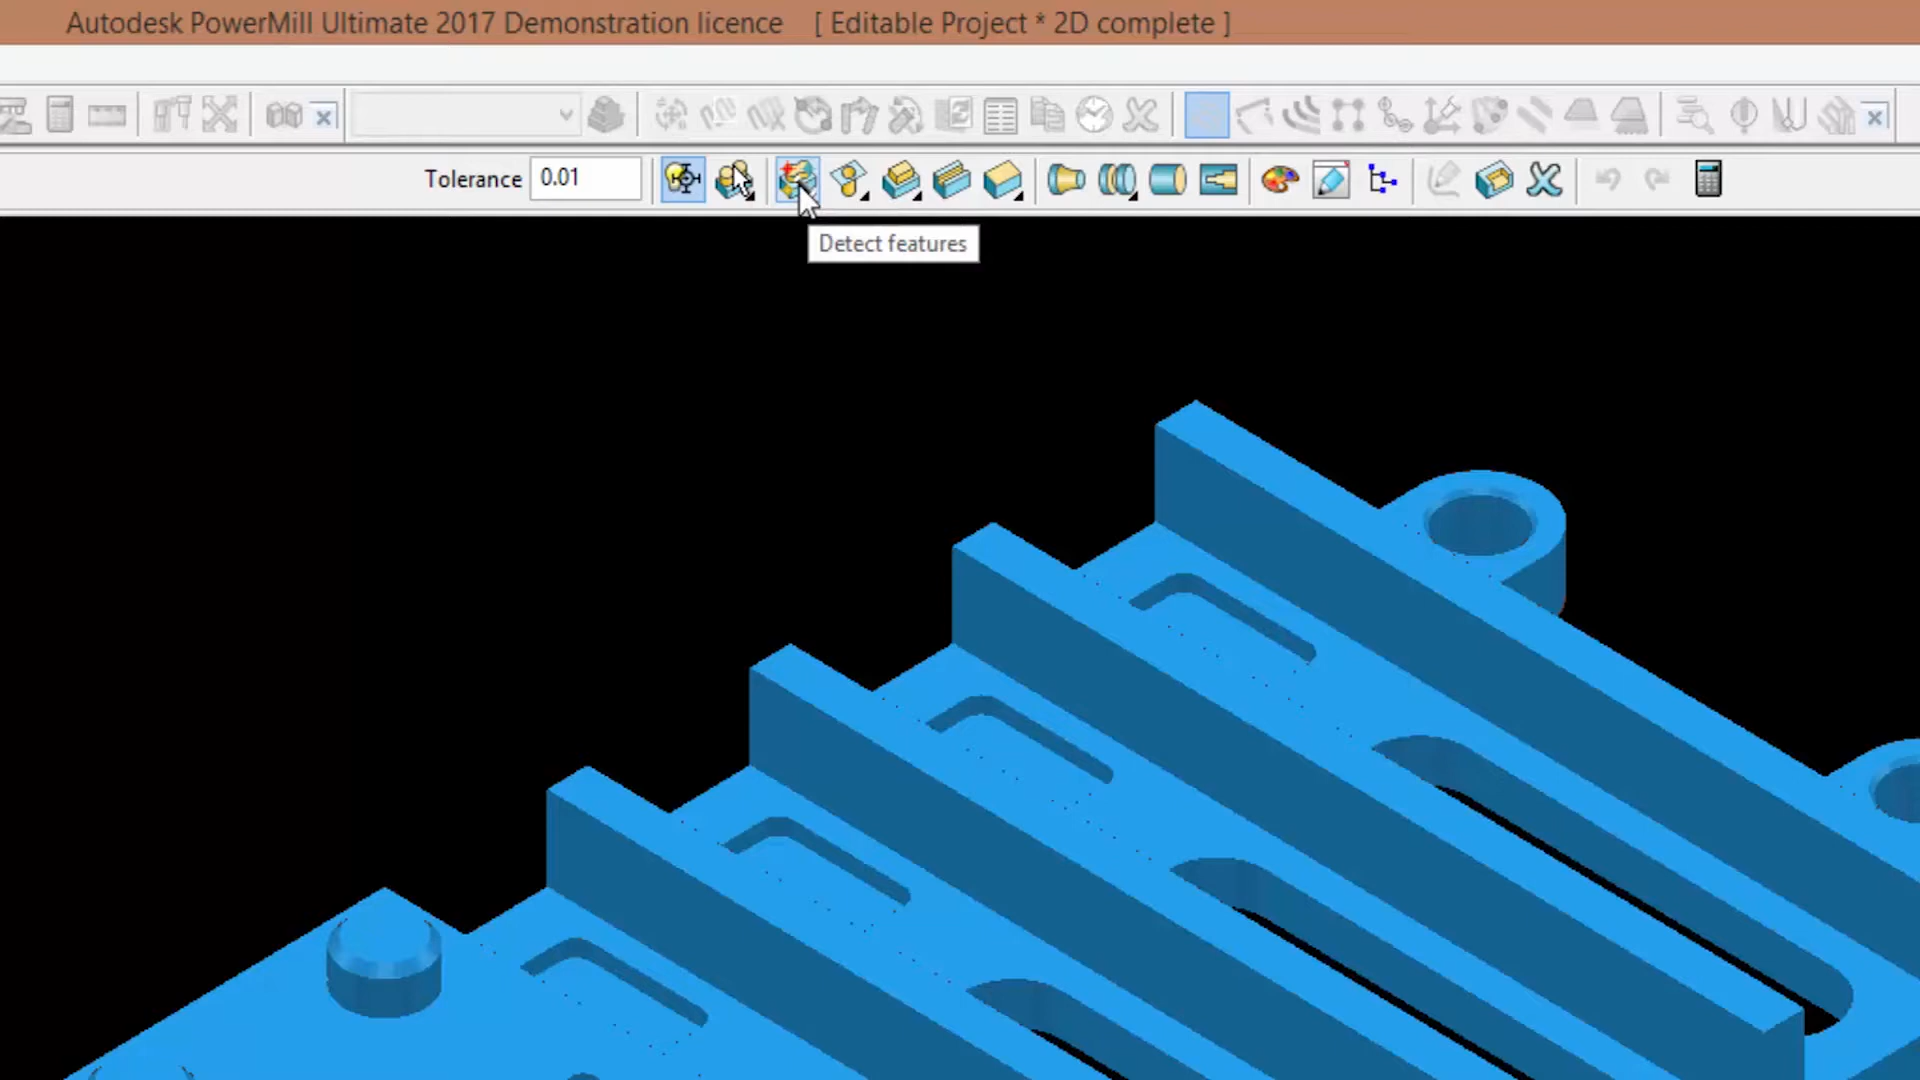 Autodesk PowerMill Ultimate 2017 Demonstration licence [ Editable Project * 2D complete ]
Tolerance 0.01
Detect features